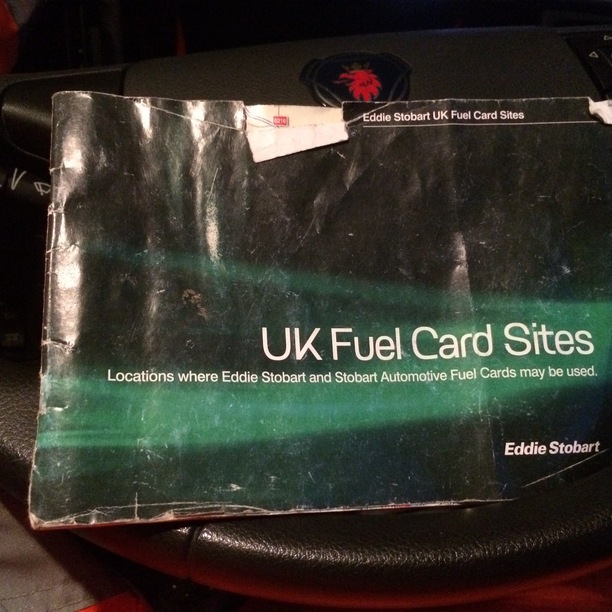 Eddie Stobart UK Fuel Card Sites
UK Fuel Card Sites
Locations where Eddie Stobart and Stobart Automotive Fuel Cards may be used.
Eddie Stobart